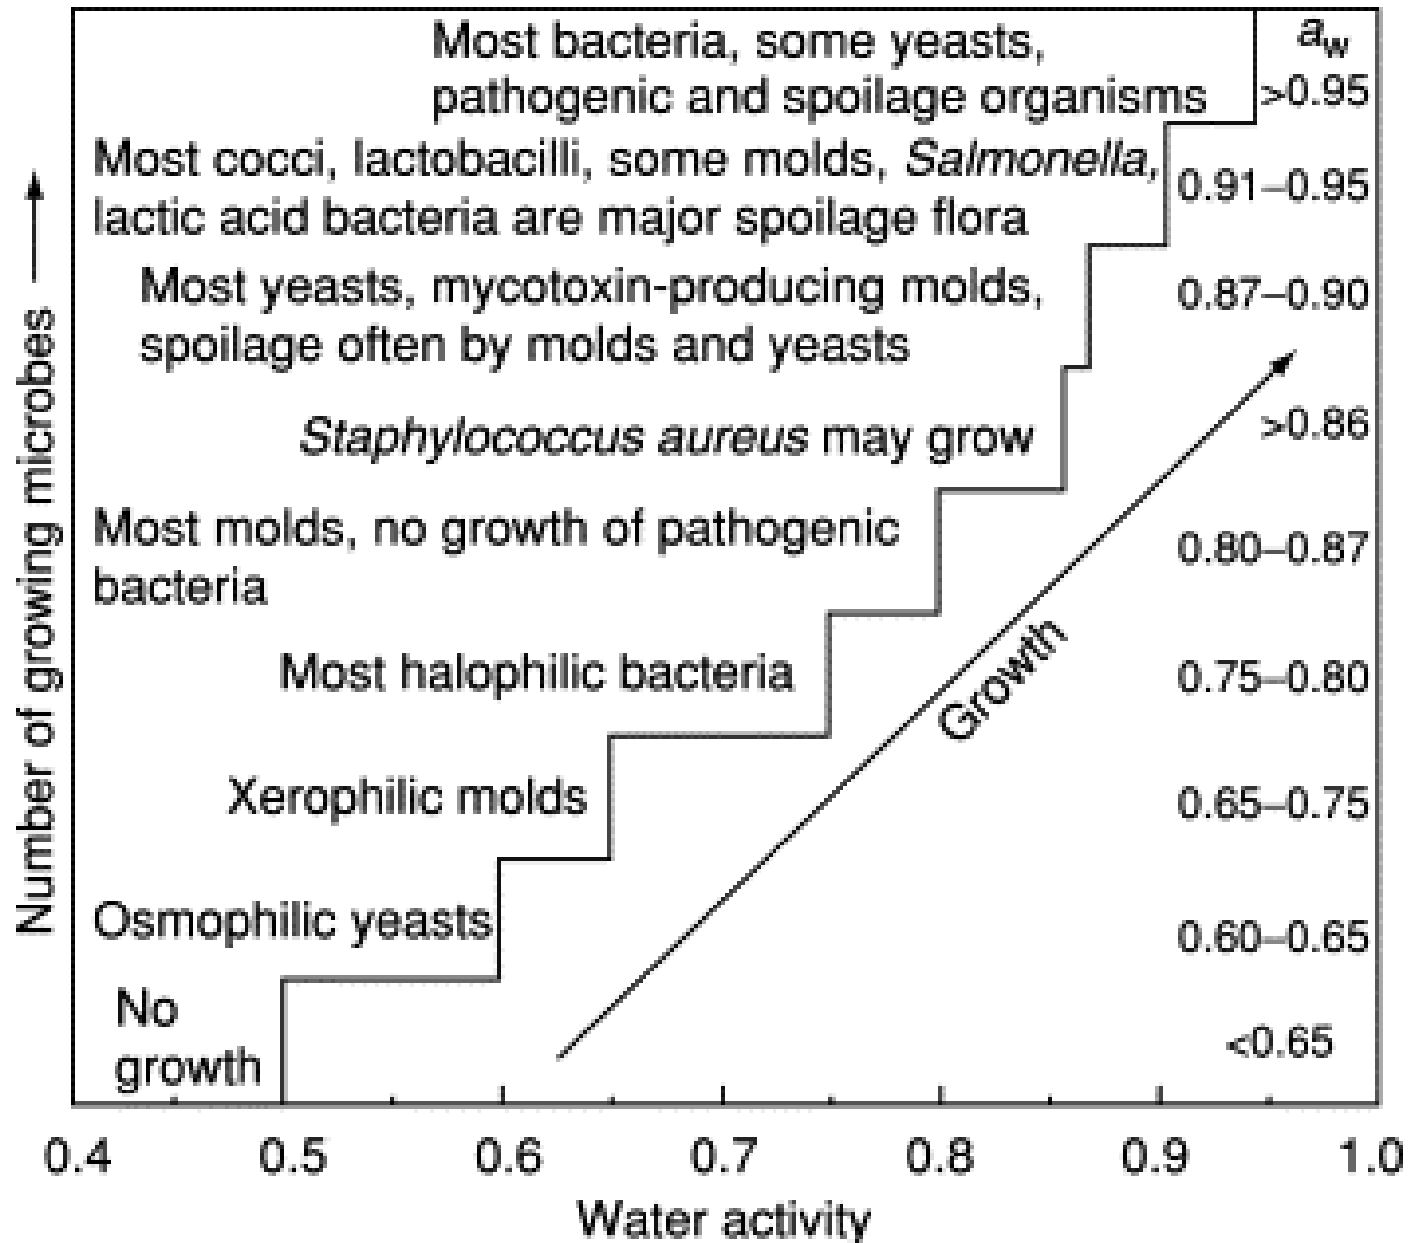 Most bacteria, some yeasts,
pathogenic and spoilage organisms
a_w
>0.95
Most cocci, lactobacilli, some molds, Salmonella,
lactic acid bacteria are major spoilage flora
0.91–0.95
Most yeasts, mycotoxin-producing molds,
spoilage often by molds and yeasts
0.87–0.90
Staphylococcus aureus may grow
>0.86
Most molds, no growth of pathogenic
bacteria
0.80–0.87
Most halophilic bacteria
0.75–0.80
Xerophilic molds
0.65–0.75
Osmophilic yeasts
0.60–0.65
No
growth
<0.65
Growth
Number of growing microbes
0.4 0.5 0.6 0.7 0.8 0.9 1.0
Water activity